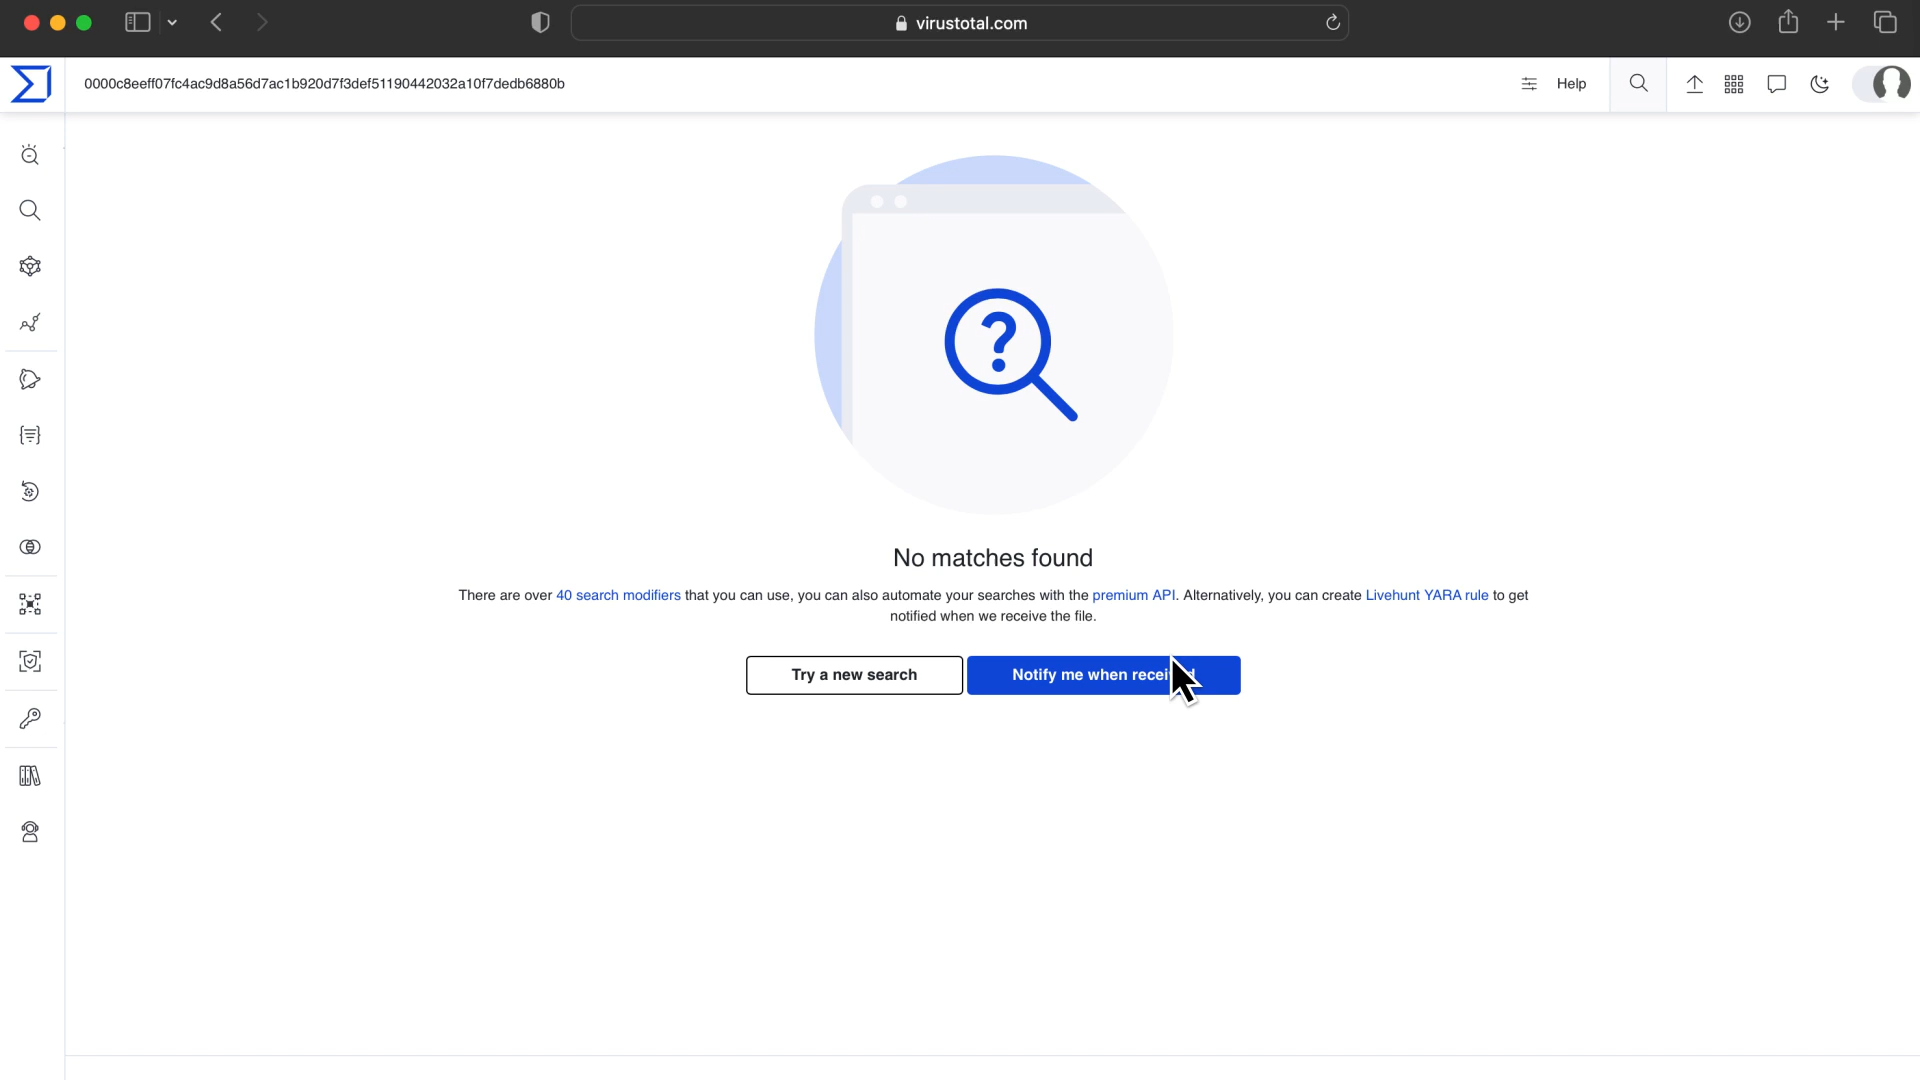 virustotal.com
0000c8eeff07fc4ac9d8a56d7ac1b920d7f3def51190442032a10f7dedb6880b
Help
No matches found
There are over 40 search modifiers that you can use, you can also automate your searches with the premium API. Alternatively, you can create Livehunt YARA rule to get
notified when we receive the file.
Try a new search
Notify me when